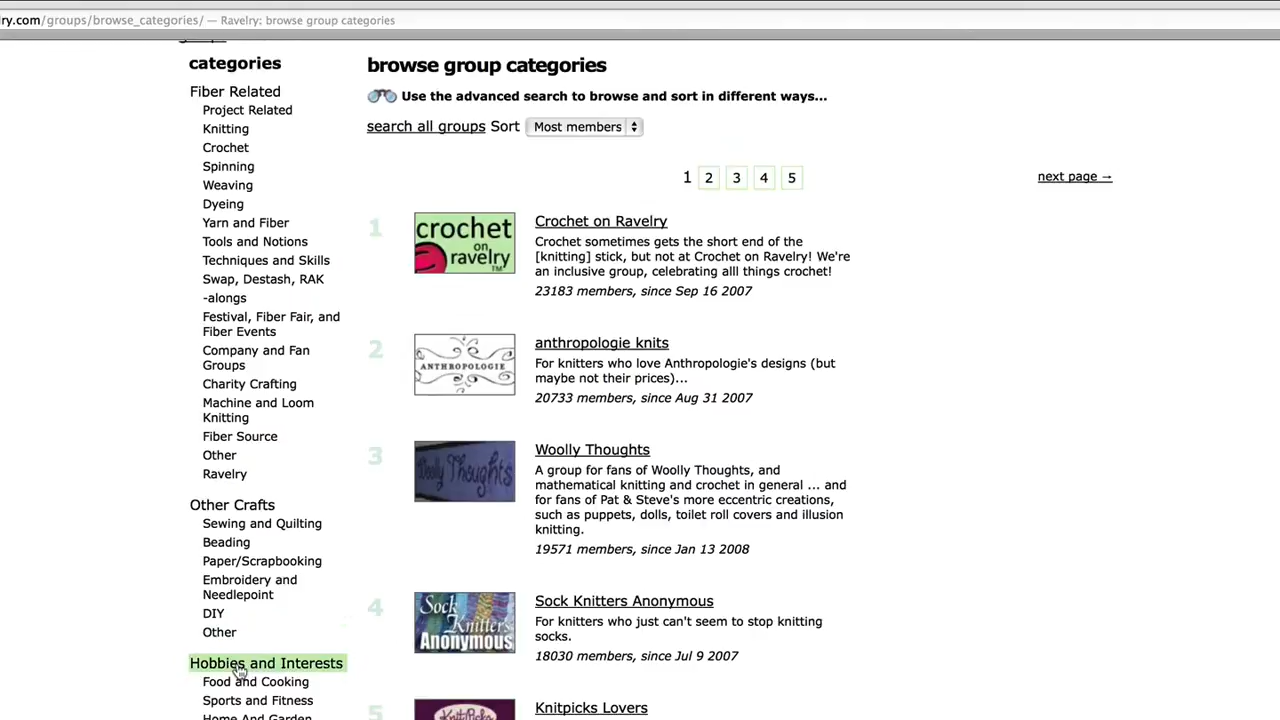 ry.com/groups/browse_categories/ — Ravelry: browse group categories
categories
Fiber Related
Project Related
Knitting
Crochet
Spinning
Weaving
Dyeing
Yarn and Fiber
Tools and Notions
Techniques and Skills
Swap, Destash, RAK
-alongs
Festival, Fiber Fair, and
Fiber Events
Company and Fan
Groups
Charity Crafting
Machine and Loom
Knitting
Fiber Source
Other
Ravelry
Other Crafts
Sewing and Quilting
Beading
Paper/Scrapbooking
Embroidery and
Needlepoint
DIY
Other
Hobbies and Interests
Food and Cooking
Sports and Fitness
Home And Garden
browse group categories
Use the advanced search to browse and sort in different ways...
search all groups Sort Most members
1 2 3 4 5
next page →
1
crochet
on
ravelry
TM
Crochet on Ravelry
Crochet sometimes gets the short end of the
[knitting] stick, but not at Crochet on Ravelry! We're
an inclusive group, celebrating alll things crochet!
23183 members, since Sep 16 2007
2
ANTHROPOLOGIE
anthropologie knits
For knitters who love Anthropologie's designs (but
maybe not their prices)...
20733 members, since Aug 31 2007
3
Woolly Thoughts
Woolly Thoughts
A group for fans of Woolly Thoughts, and
mathematical knitting and crochet in general ... and
for fans of Pat & Steve's more eccentric creations,
such as puppets, dolls, toilet roll covers and illusion
knitting.
19571 members, since Jan 13 2008
4
Sock
Knitters
Anonymous
Sock Knitters Anonymous
For knitters who just can't seem to stop knitting
socks.
18030 members, since Jul 9 2007
5
KnitPicks
Knitpicks Lovers